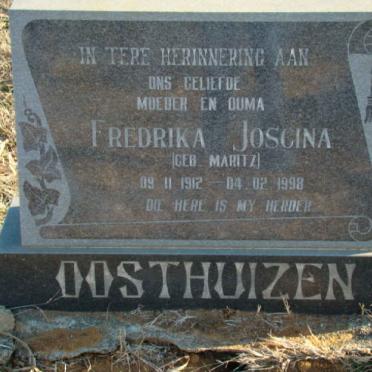 IN TERE HERINNERING AAN
ONS GELIEFDE
MOEDER EN OUMA
FREDRIKA JOSCINA
(GEB. MARITZ)
09 11 1912 — 04 02 1998
DIE HERE IS MY HERDER
OOSTHUIZEN